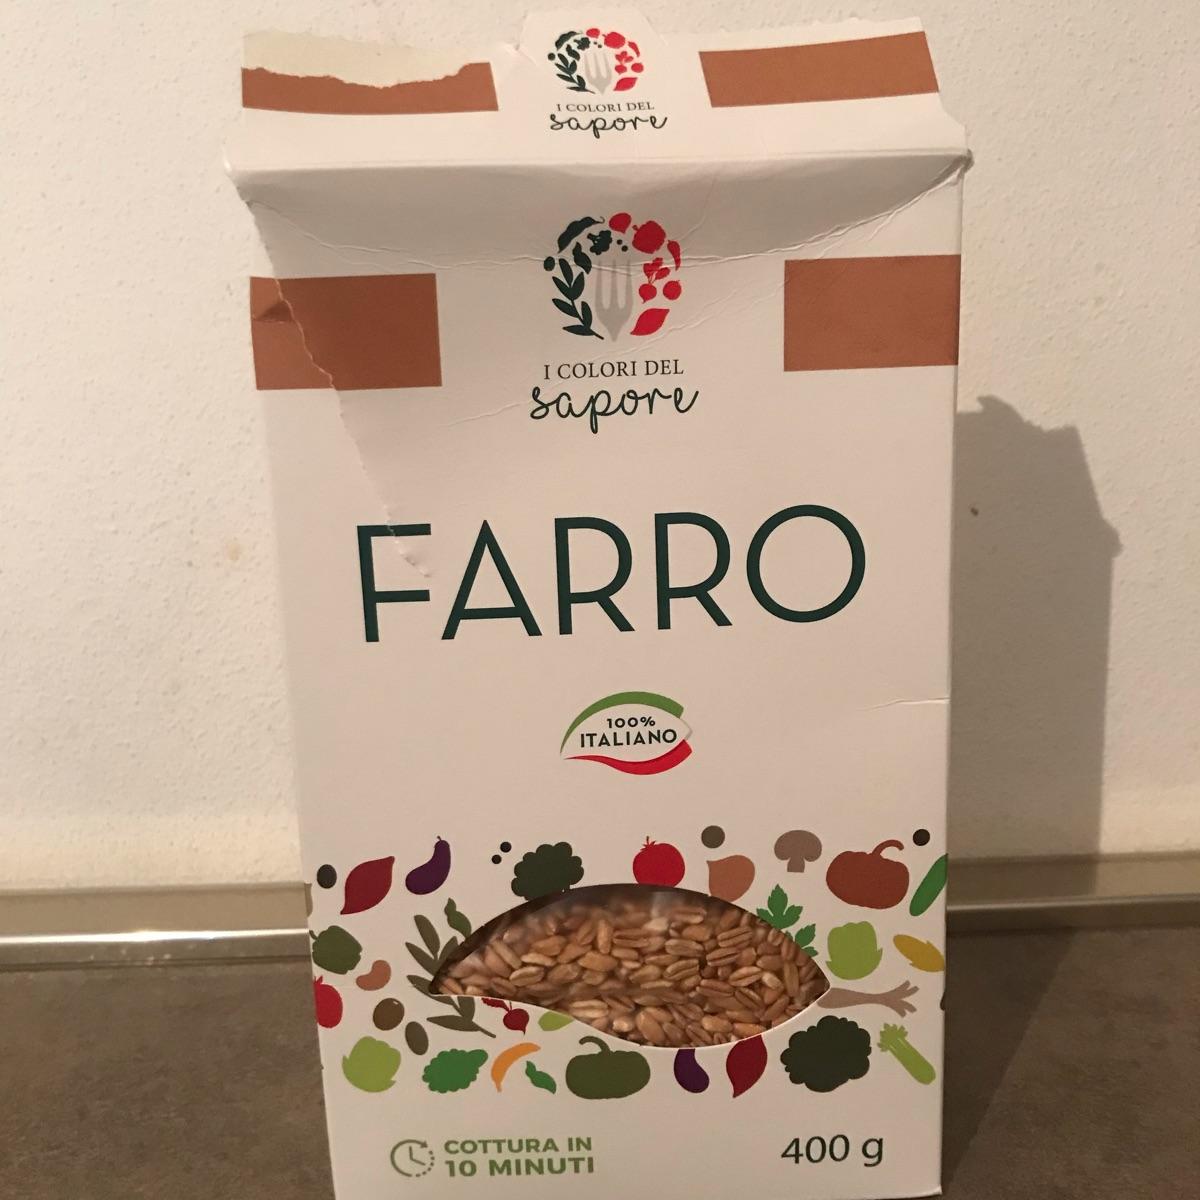 I COLORI DEL
sapore
I COLORI DEL
sapore
FARRO
100%
ITALIANO
COTTURA IN
10 MINUTI
400 g